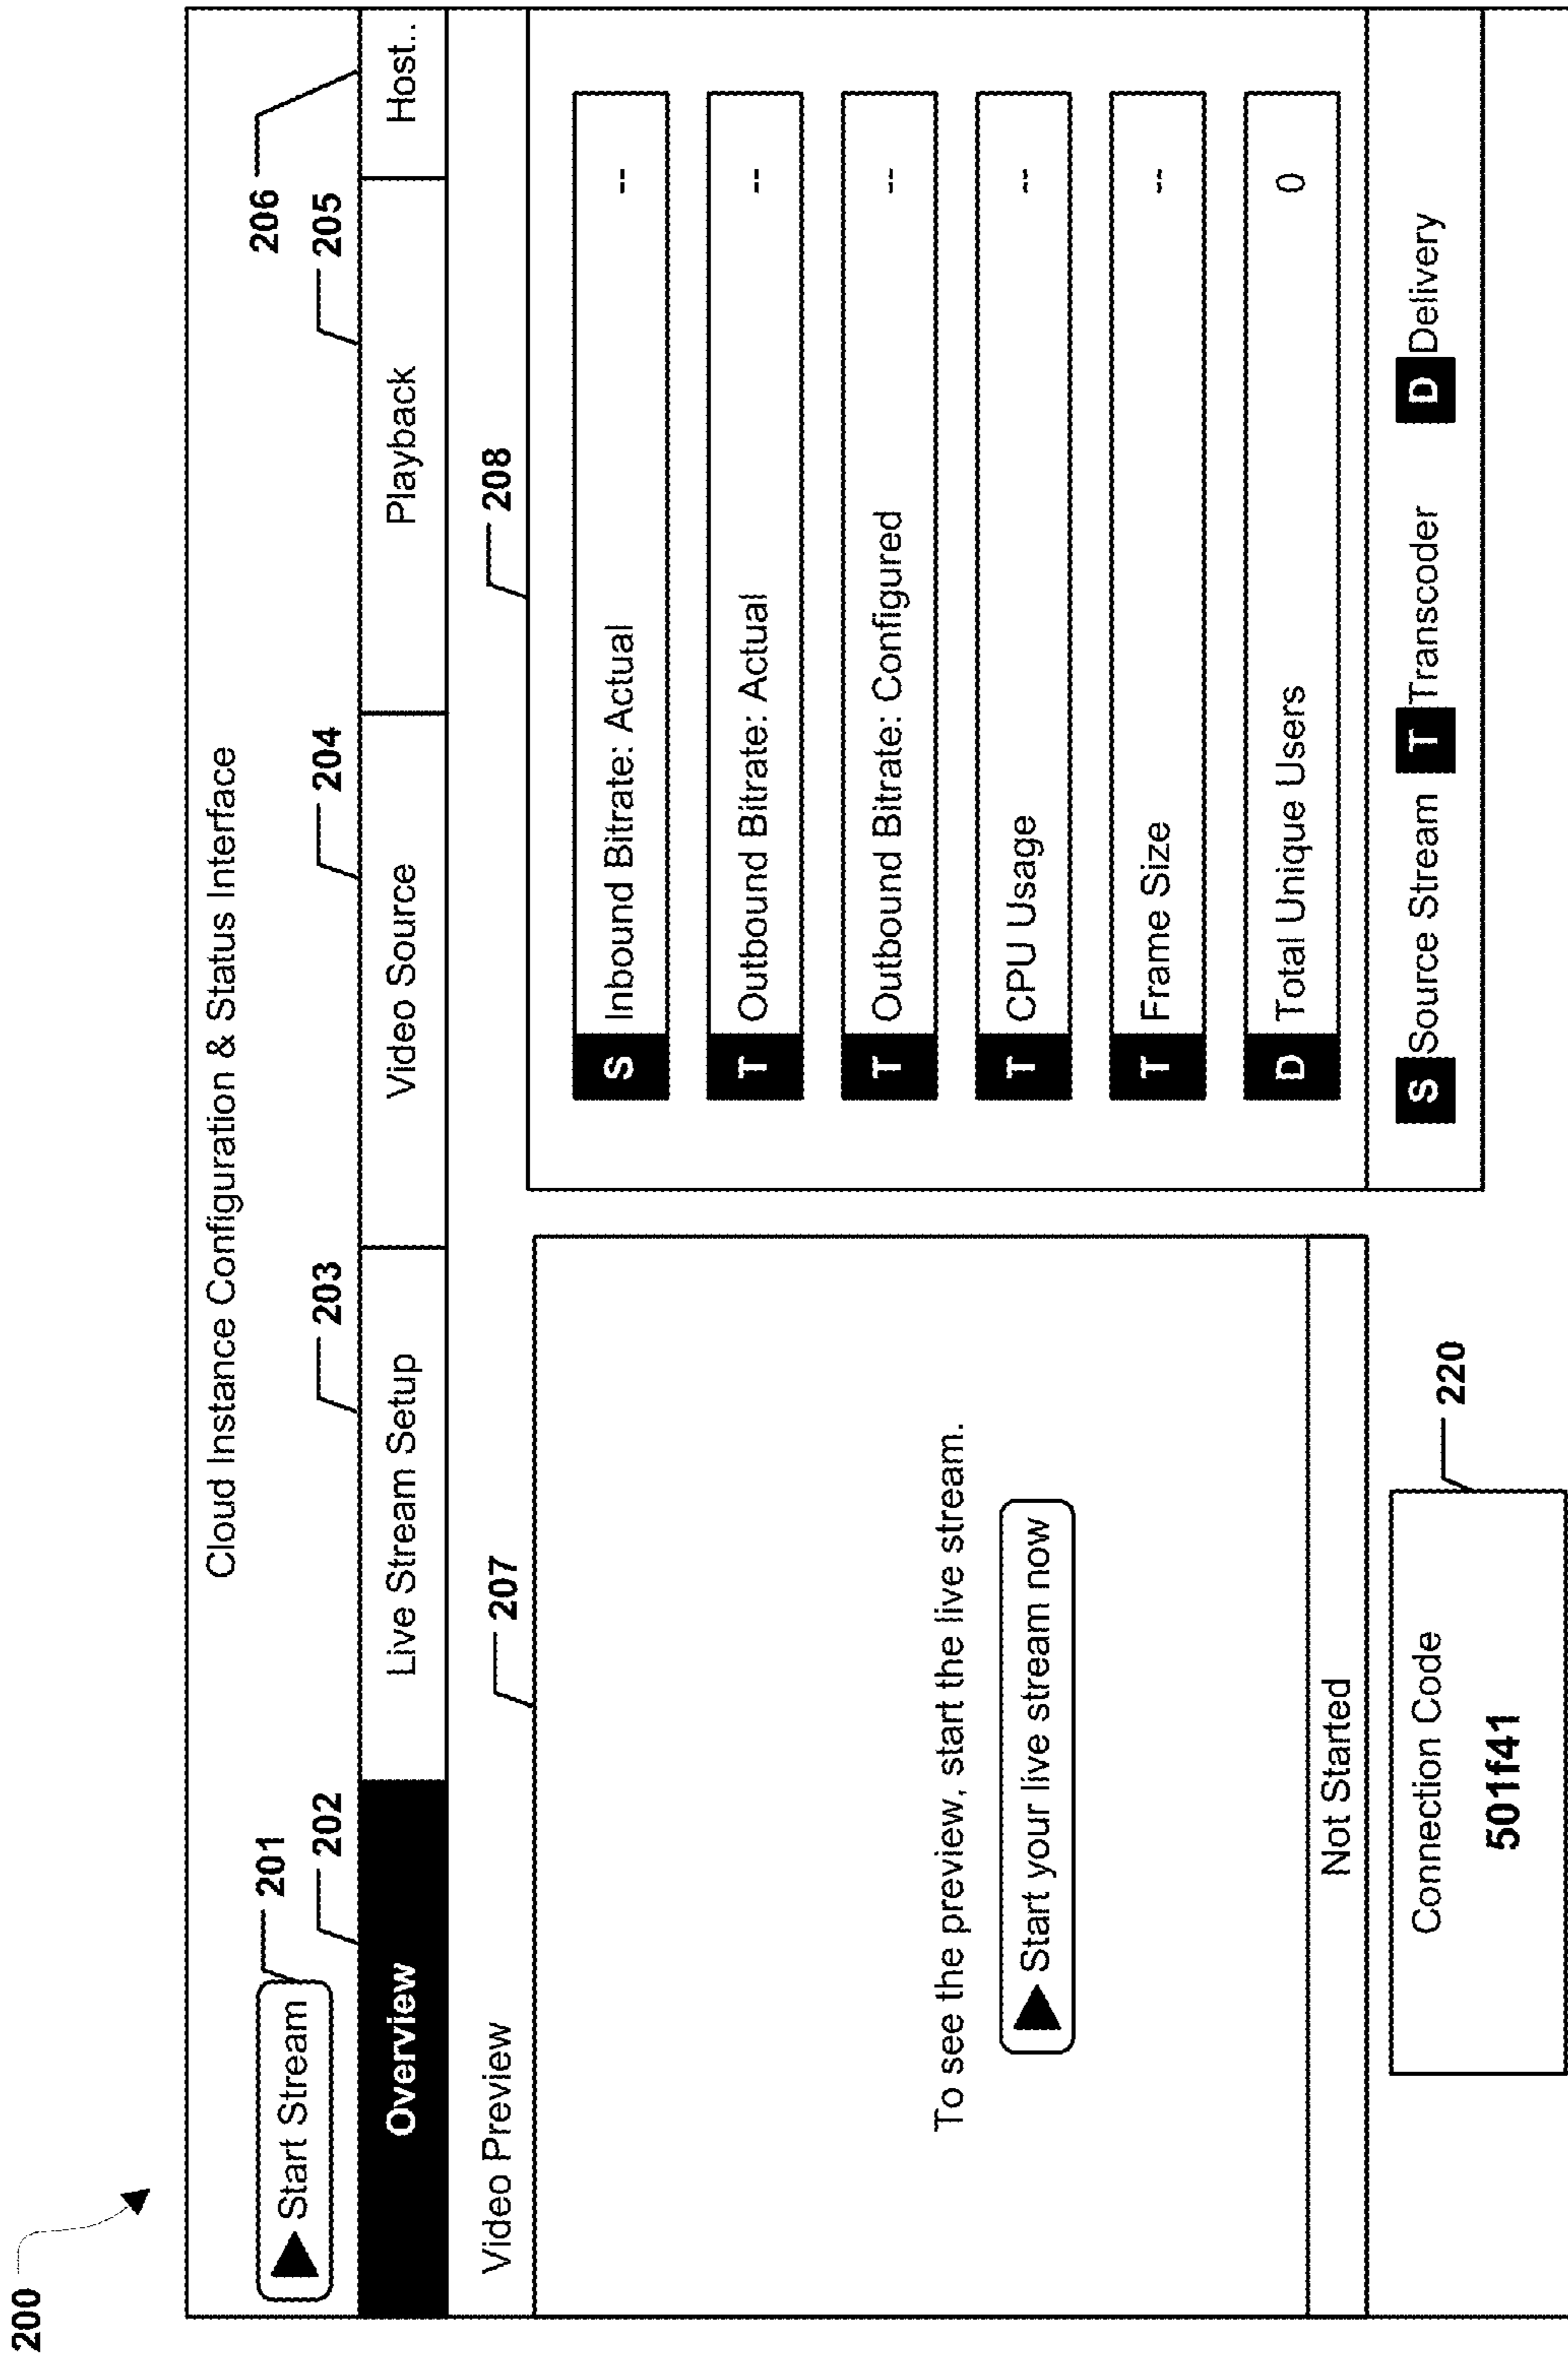 200
Cloud Instance Configuration & Status Interface
Start Stream
201
202
203
204
205
206
Overview
Live Stream Setup
Video Source
Playback
Host..
Video Preview
207
208
To see the preview, start the live stream.
Start your live stream now
Not Started
S Inbound Bitrate: Actual --
T Outbound Bitrate: Actual --
T Outbound Bitrate: Configured --
T CPU Usage --
T Frame Size --
D Total Unique Users 0
S Source Stream T Transcoder D Delivery
Connection Code
501f41
220